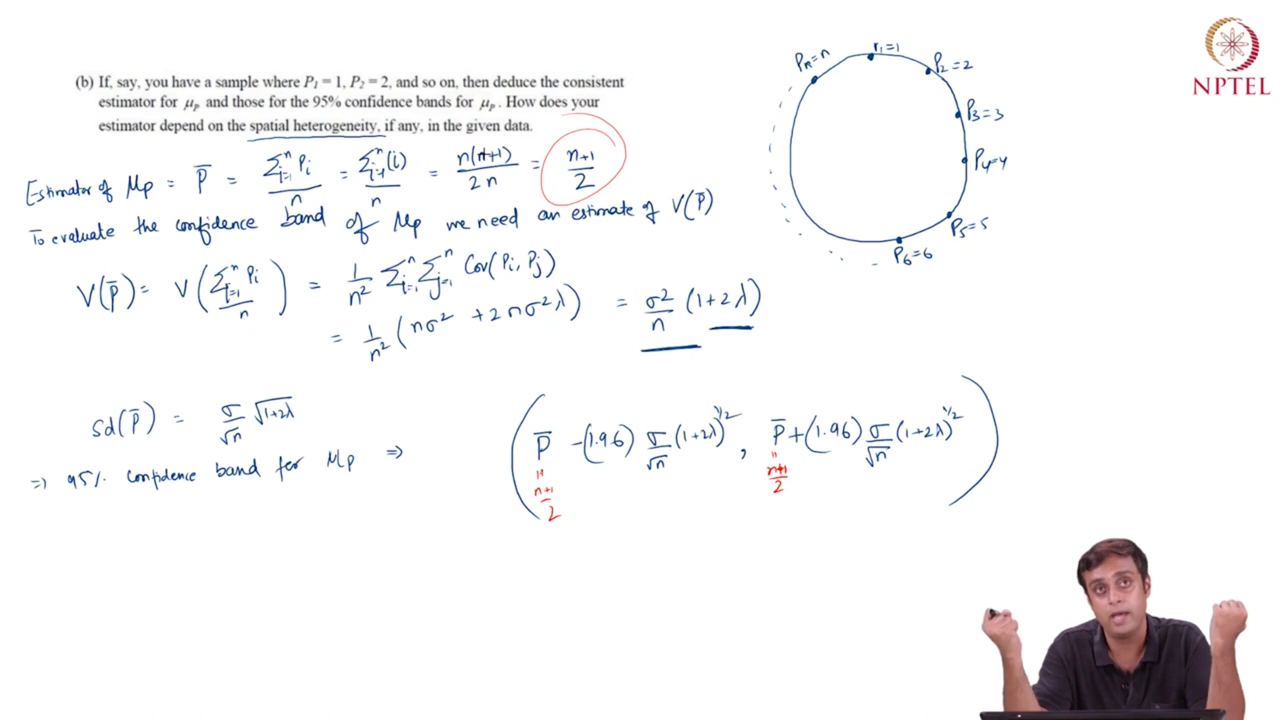 (b) If, say, you have a sample where P₁ = 1, P₂ = 2, and so on, then deduce the consistent
estimator for μₚ and those for the 95% confidence bands for μₚ. How does your
estimator depend on the spatial heterogeneity, if any, in the given data.
Estimator of μₚ = P̄ = Σᵢ₌₁ⁿ Pᵢ / n = Σᵢ₌₁ⁿ (i) / n = n(n+1) / 2n = n+1 / 2
To evaluate the confidence band of μₚ we need an estimate of V(P̄)
V(P̄) = V(Σᵢ₌₁ⁿ Pᵢ / n) = 1/n² Σᵢ₌₁ⁿ Σⱼ₌₁ⁿ Cov(Pᵢ, Pⱼ)
= 1/n² (nσ² + 2nσ²λ) = σ²/n (1+2λ)
Sd(P̄) = σ/√n √1+2λ
⇒ 95% confidence band for μₚ ⇒ (P̄ - (1.96) σ/√n (1+2λ)^1/2 , P̄ + (1.96) σ/√n (1+2λ)^1/2)
= n+1 / 2
= n+1 / 2
Pₙ=n
P₁=1
P₂=2
P₃=3
P₄=4
P₅=5
P₆=6
NPTEL